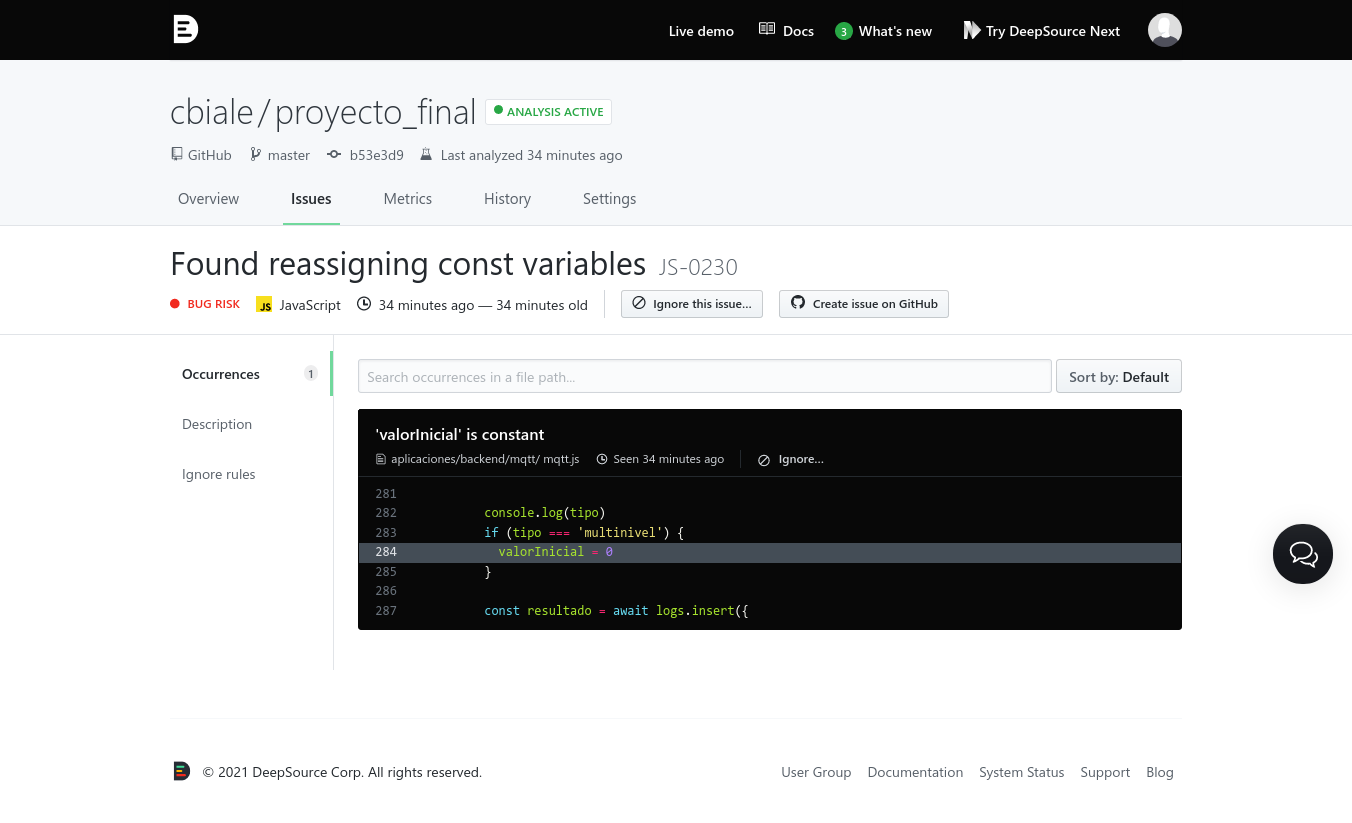 Live demo Docs 3 What's new Try DeepSource Next
cbiale/proyecto_final ANALYSIS ACTIVE
GitHub master b53e3d9 Last analyzed 34 minutes ago
Overview Issues Metrics History Settings
Found reassigning const variables JS-0230
BUG RISK JS JavaScript 34 minutes ago — 34 minutes old Ignore this issue... Create issue on GitHub
Occurrences 1
Description
Ignore rules
Search occurrences in a file path... Sort by: Default
'valorInicial' is constant
aplicaciones/backend/mqtt/ mqtt.js Seen 34 minutes ago Ignore...
281
282 console.log(tipo)
283 if (tipo === 'multinivel') {
284 valorInicial = 0
285 }
286
287 const resultado = await logs.insert({
© 2021 DeepSource Corp. All rights reserved. User Group Documentation System Status Support Blog